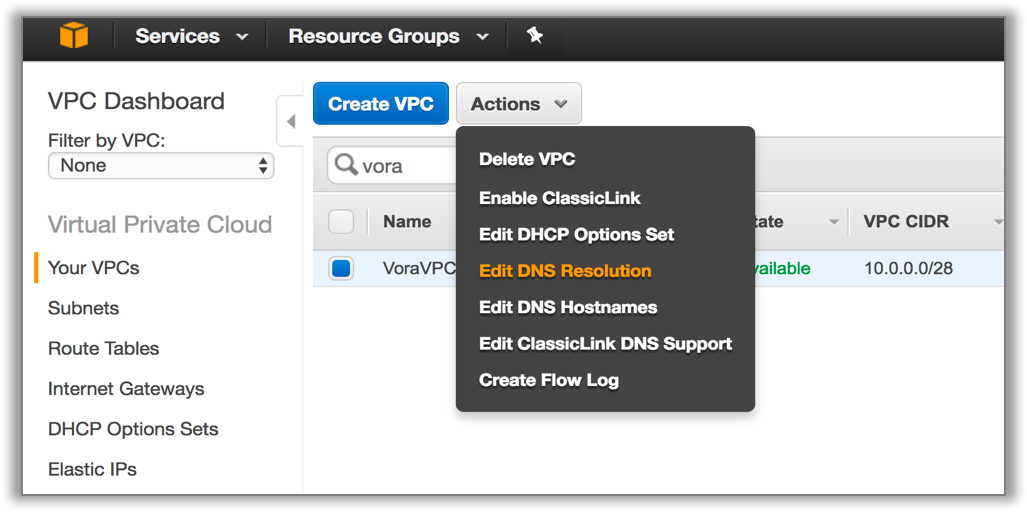 Services
Resource Groups
VPC Dashboard
Filter by VPC:
None
Virtual Private Cloud
Your VPCs
Subnets
Route Tables
Internet Gateways
DHCP Options Sets
Elastic IPs
Create VPC
Actions
vora
Delete VPC
Enable ClassicLink
Edit DHCP Options Set
Edit DNS Resolution
Edit DNS Hostnames
Edit ClassicLink DNS Support
Create Flow Log
Name
tate
VPC CIDR
VoraVPC
vailable
10.0.0.0/28